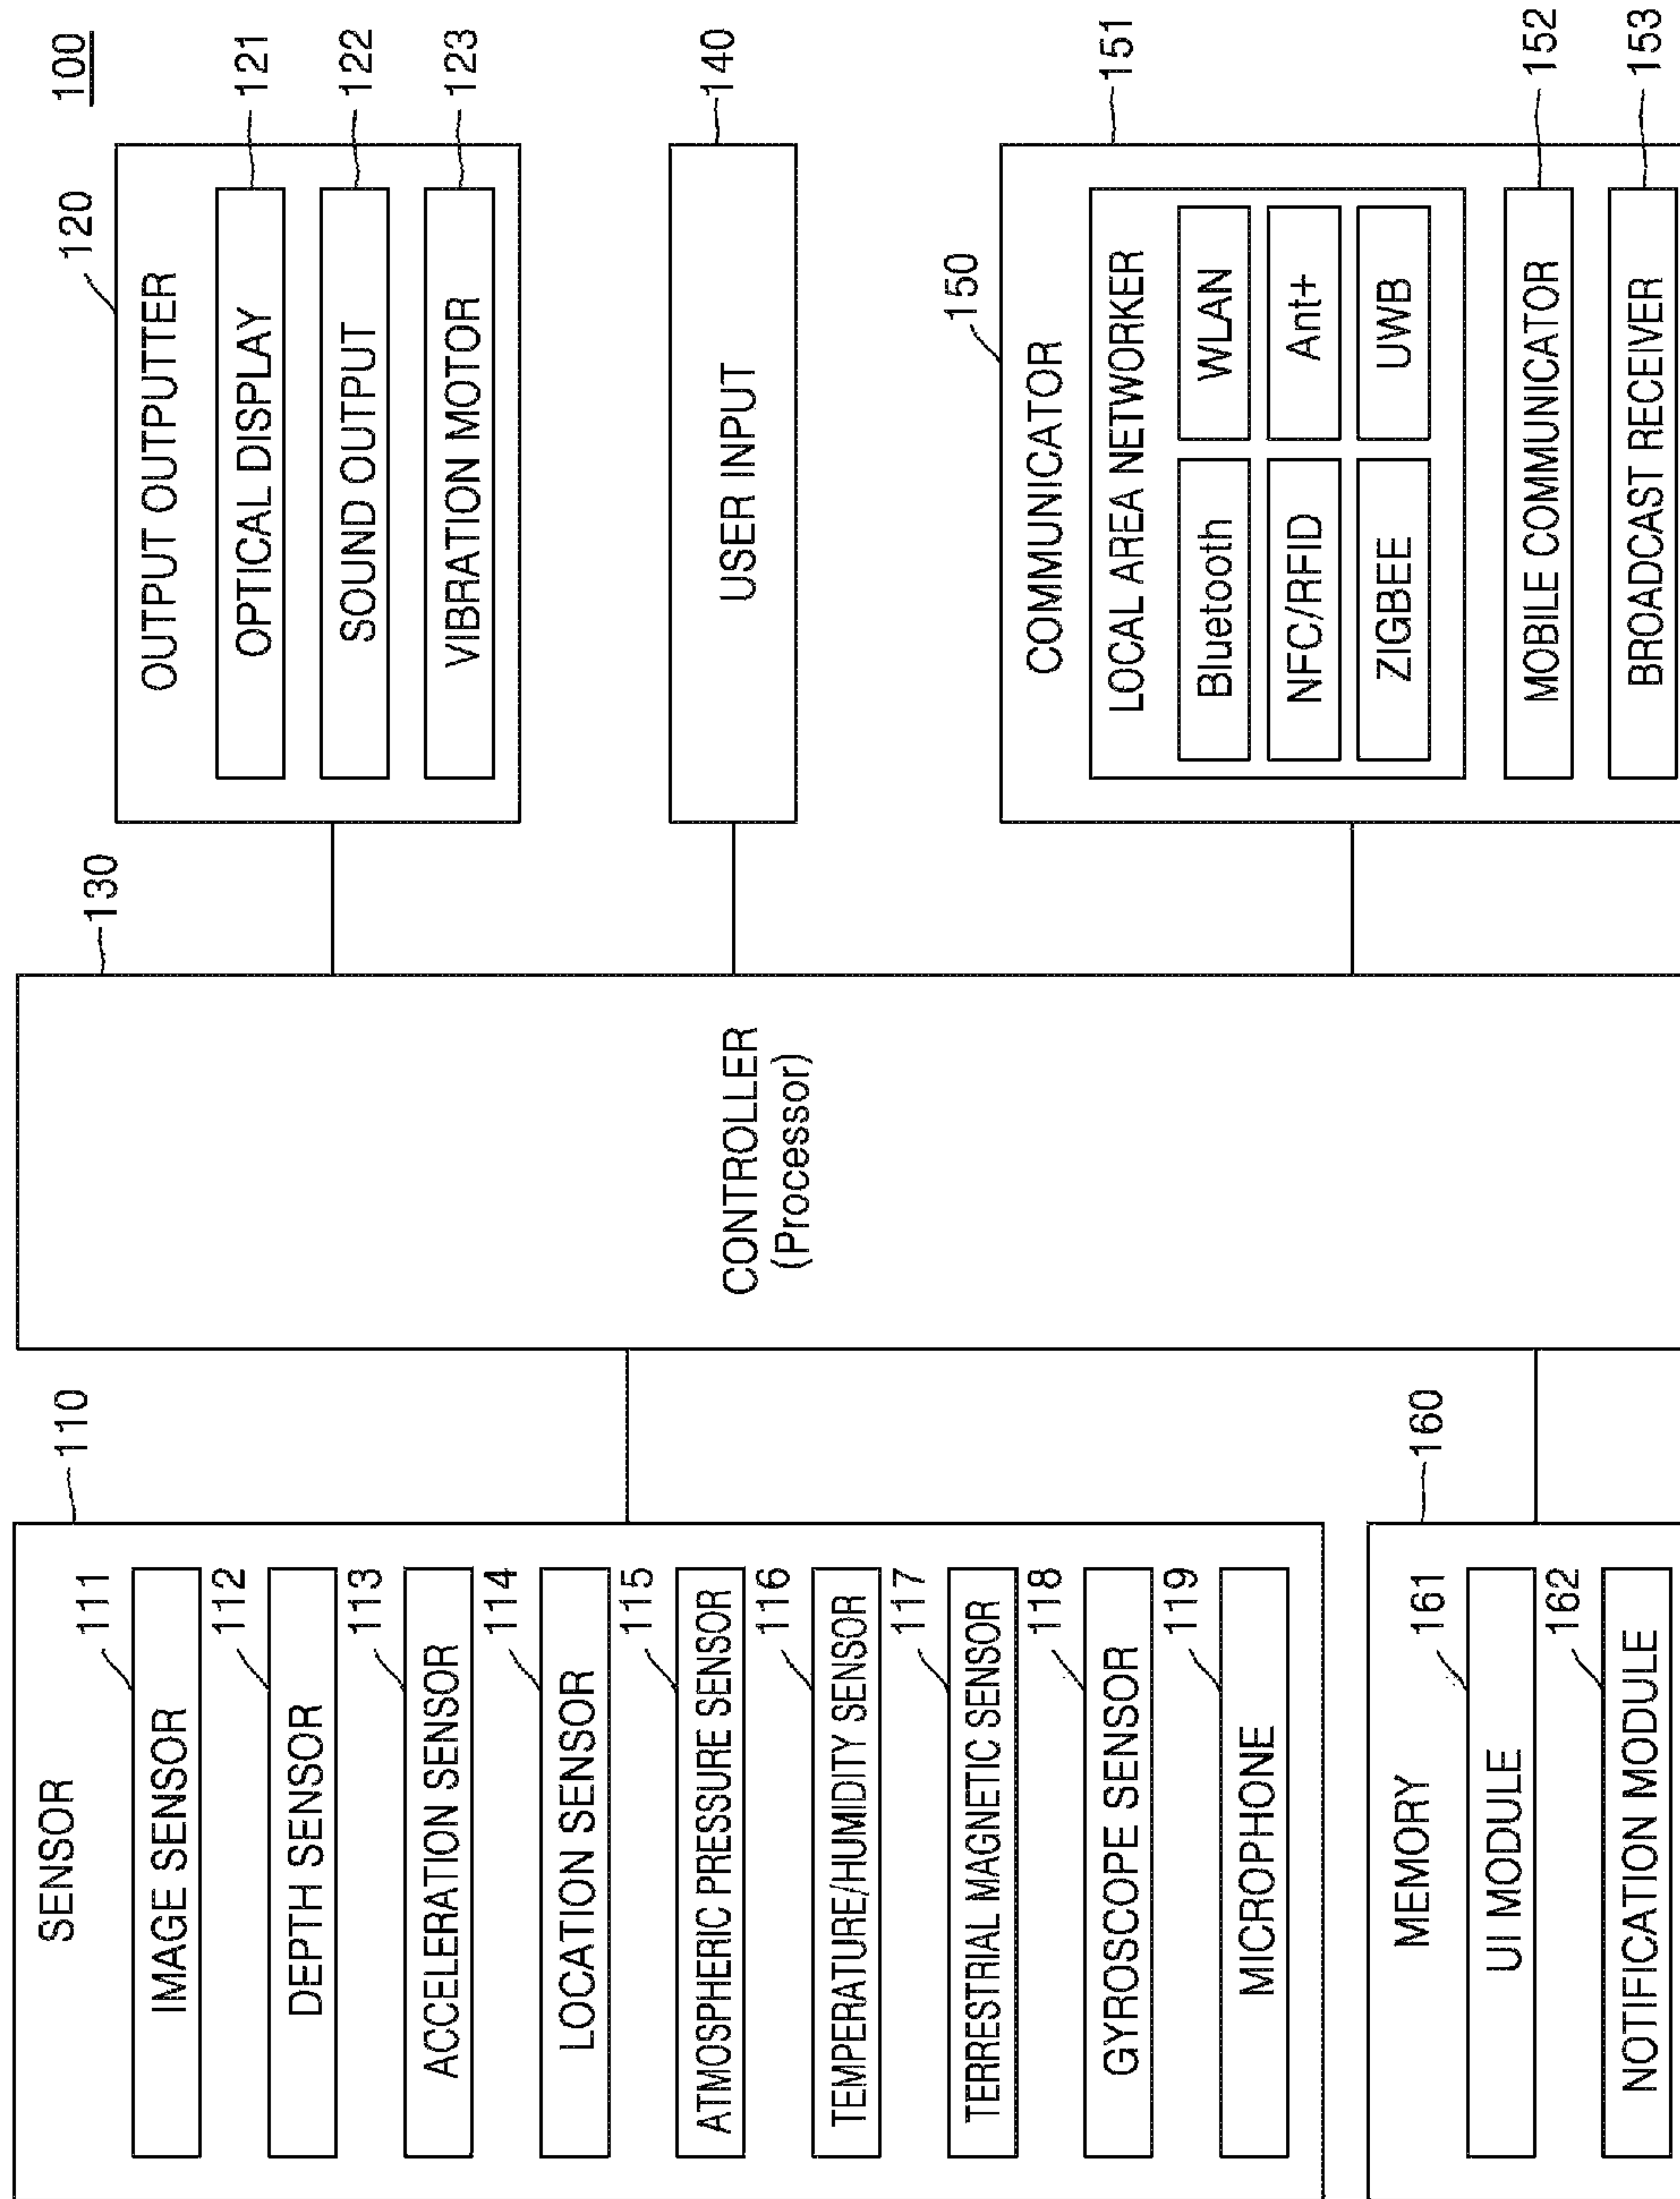 100
110
SENSOR
111
IMAGE SENSOR
112
DEPTH SENSOR
113
ACCELERATION SENSOR
114
LOCATION SENSOR
115
ATMOSPHERIC PRESSURE SENSOR
116
TEMPERATURE/HUMIDITY SENSOR
117
TERRESTRIAL MAGNETIC SENSOR
118
GYROSCOPE SENSOR
119
MICROPHONE
160
MEMORY
161
UI MODULE
162
NOTIFICATION MODULE
130
CONTROLLER
(Processor)
120
OUTPUT OUTPUTTER
OPTICAL DISPLAY
121
SOUND OUTPUT
122
VIBRATION MOTOR
123
USER INPUT
140
150
COMMUNICATOR
151
LOCAL AREA NETWORKER
Bluetooth
WLAN
NFC/RFID
Ant+
ZIGBEE
UWB
MOBILE COMMUNICATOR
152
BROADCAST RECEIVER
153